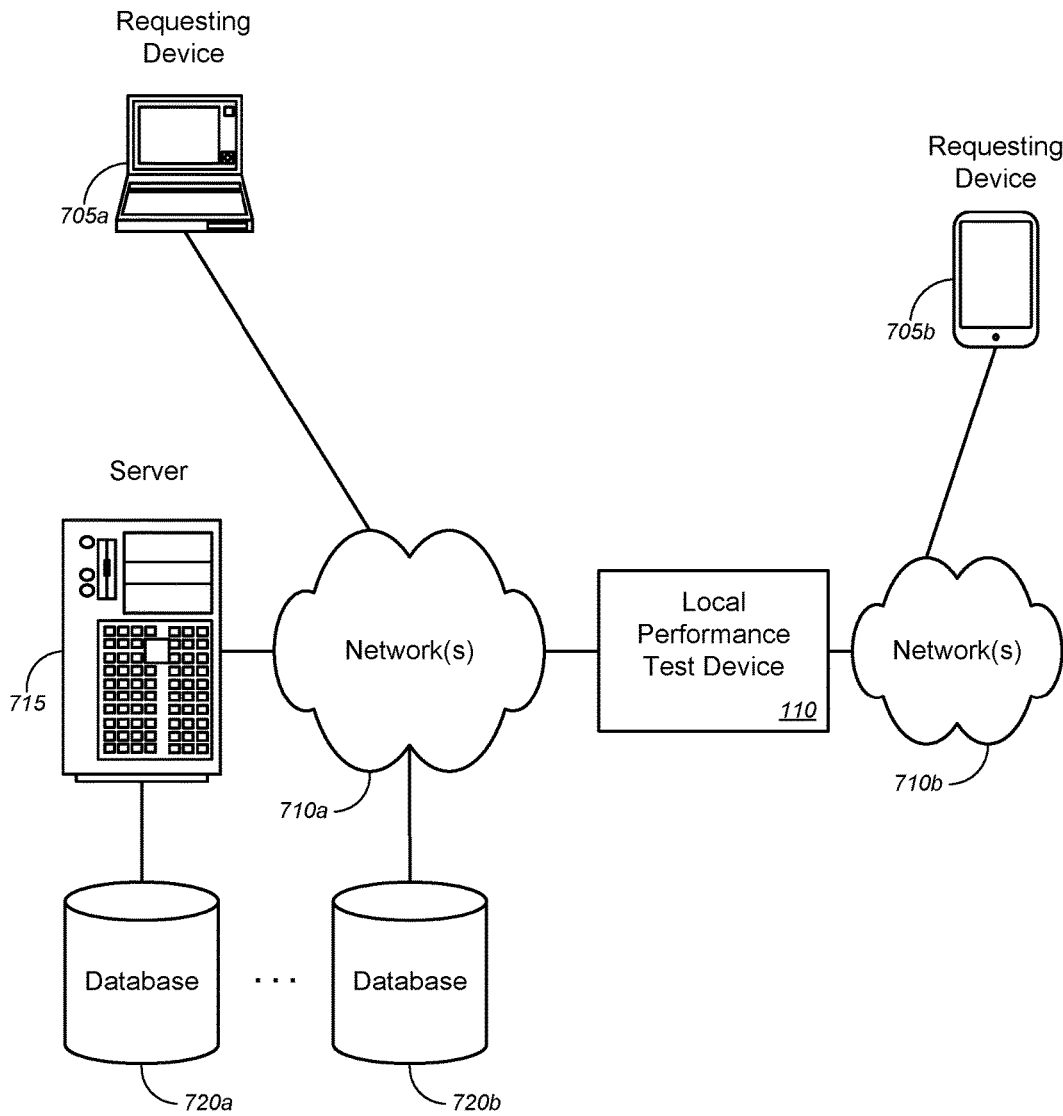 Requesting
Device
705a
Requesting
Device
705b
Server
715
Network(s)
710a
Local
Performance
Test Device
110
Network(s)
710b
Database
720a
. . .
Database
720b